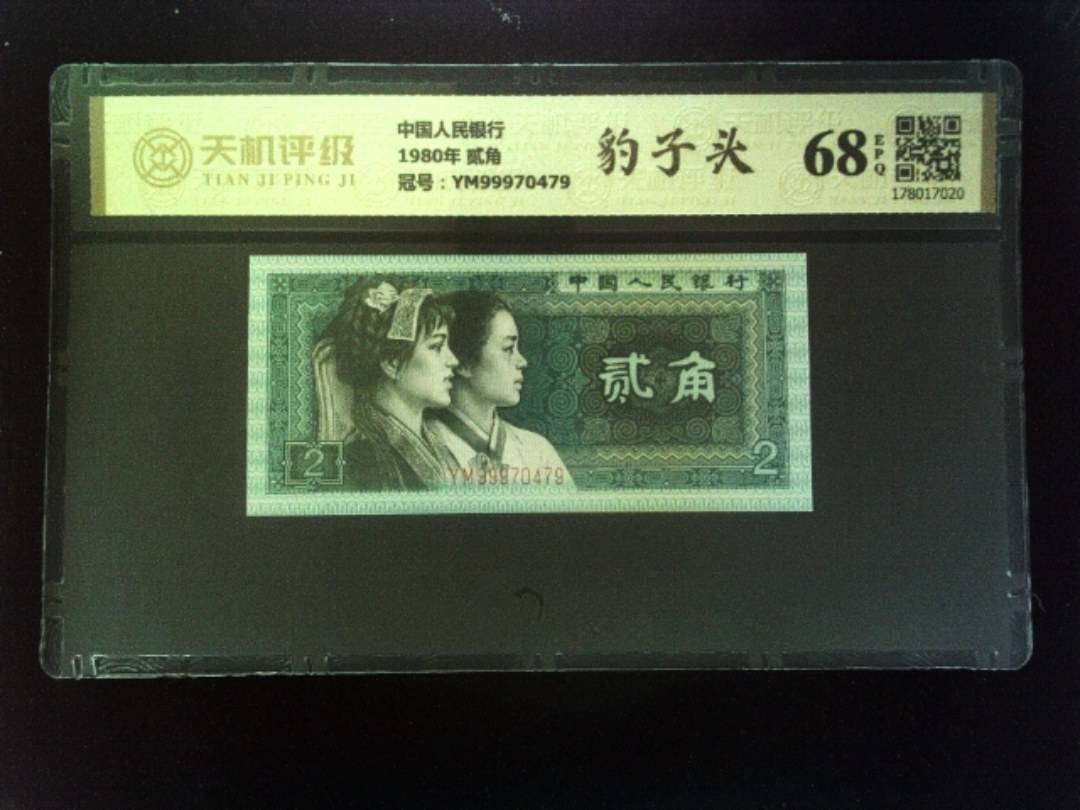 天机评级
TIAN JI PING JI
中国人民银行
1980年 贰角
冠号：YM99970479
豹子头
68
EPQ
178017020
中国人民银行
贰角
2
2
YM99970479